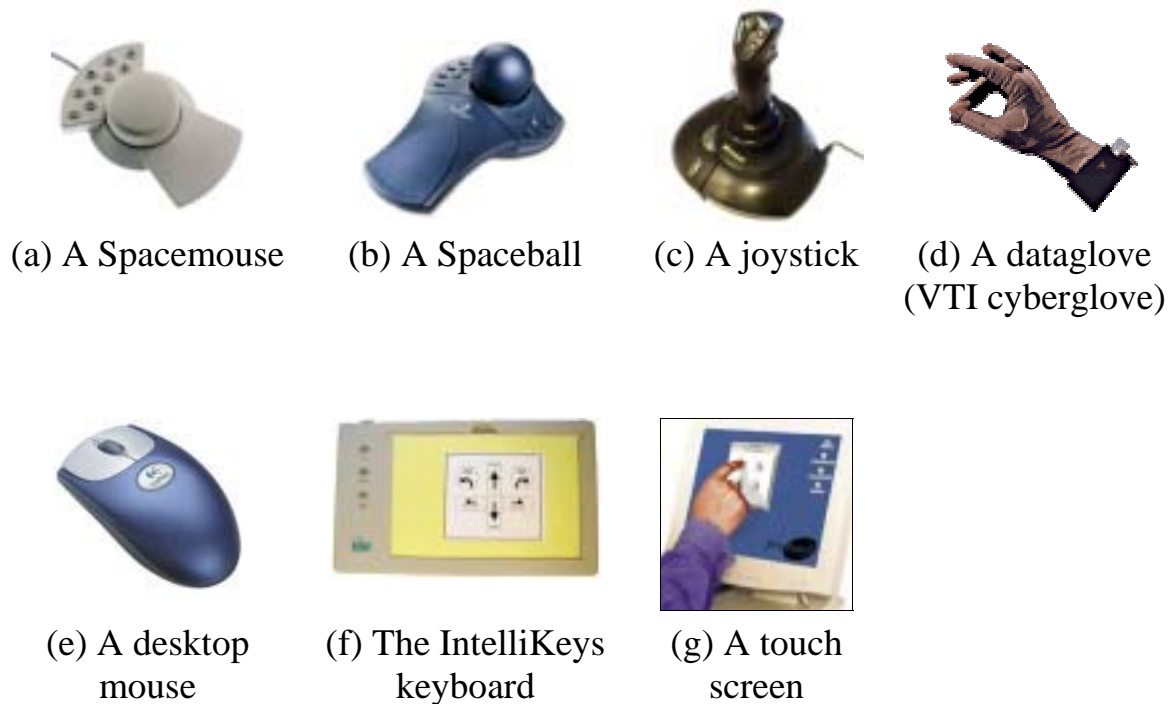 (a) A Spacemouse
(b) A Spaceball
(c) A joystick
(d) A dataglove
(VTI cyberglove)
(e) A desktop
mouse
(f) The IntelliKeys
keyboard
(g) A touch
screen